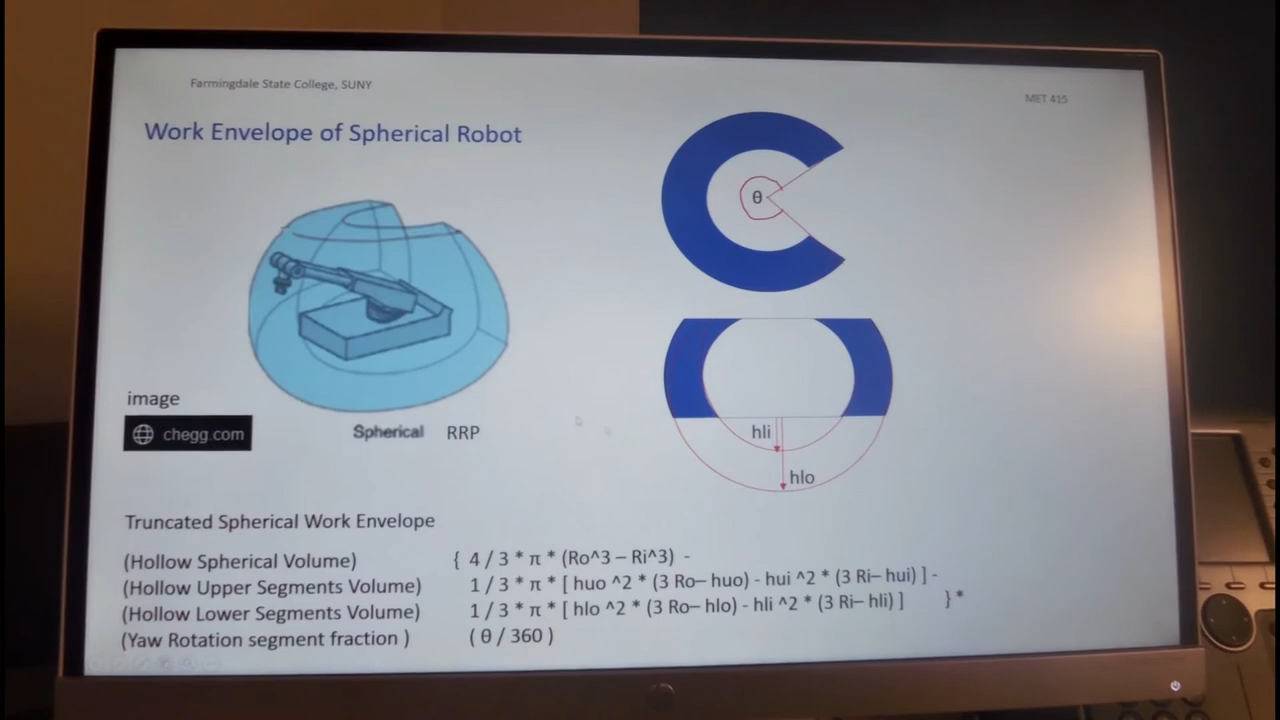 Farmingdale State College, SUNY
MET 415
Work Envelope of Spherical Robot
θ
image
chegg.com
Spherical RRP
hli
hlo
Truncated Spherical Work Envelope
(Hollow Spherical Volume) { 4 / 3 * π * (Ro^3 – Ri^3) -
(Hollow Upper Segments Volume) 1 / 3 * π * [ huo ^2 * (3 Ro– huo) - hui ^2 * (3 Ri– hui) ] -
(Hollow Lower Segments Volume) 1 / 3 * π * [ hlo ^2 * (3 Ro– hlo) - hli ^2 * (3 Ri– hli) ] } *
(Yaw Rotation segment fraction ) ( θ / 360 )